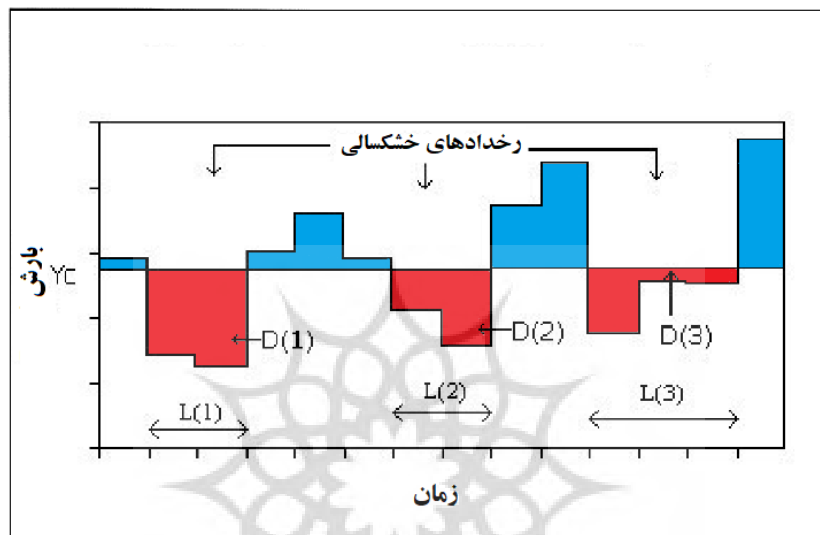 رخدادهای خشکسالی
بارش
Yc
D(1)
D(2)
D(3)
L(1)
L(2)
L(3)
زمان